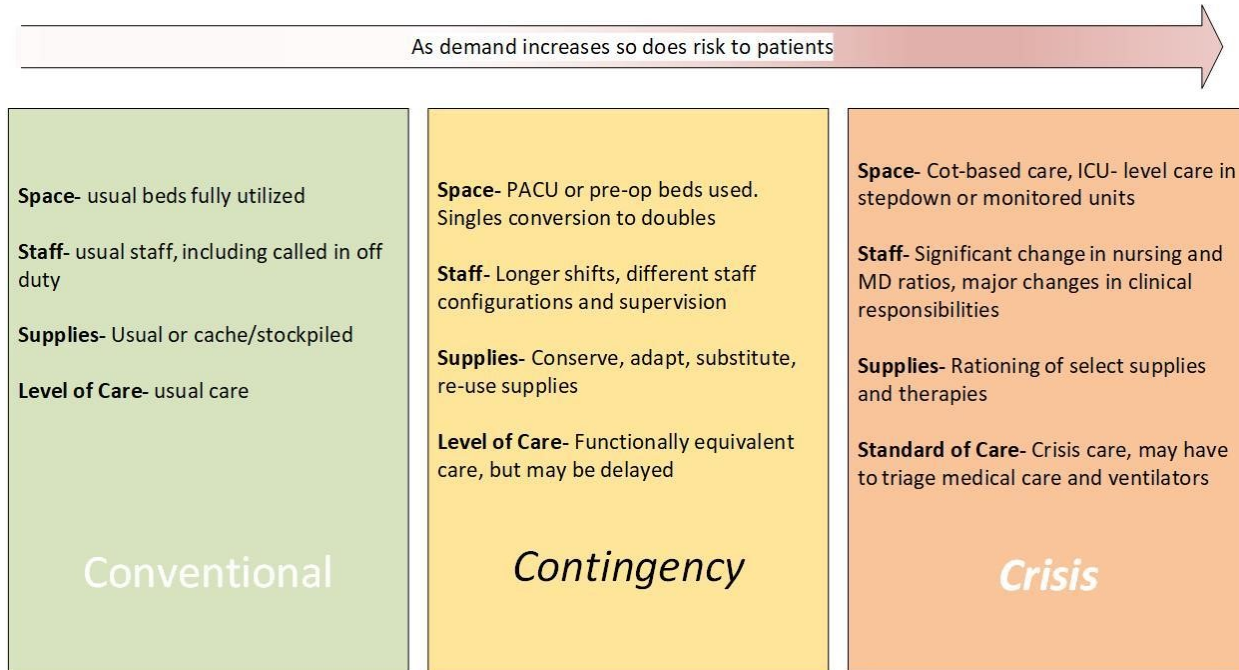 As demand increases so does risk to patients
Space- usual beds fully utilized
Staff- usual staff, including called in off
duty
Supplies- Usual or cache/stockpiled
Level of Care- usual care
Conventional
Space- PACU or pre-op beds used.
Singles conversion to doubles
Staff- Longer shifts, different staff
configurations and supervision
Supplies- Conserve, adapt, substitute,
re-use supplies
Level of Care- Functionally equivalent
care, but may be delayed
Contingency
Space- Cot-based care, ICU- level care in
stepdown or monitored units
Staff- Significant change in nursing and
MD ratios, major changes in clinical
responsibilities
Supplies- Rationing of select supplies
and therapies
Standard of Care- Crisis care, may have
to triage medical care and ventilators
Crisis